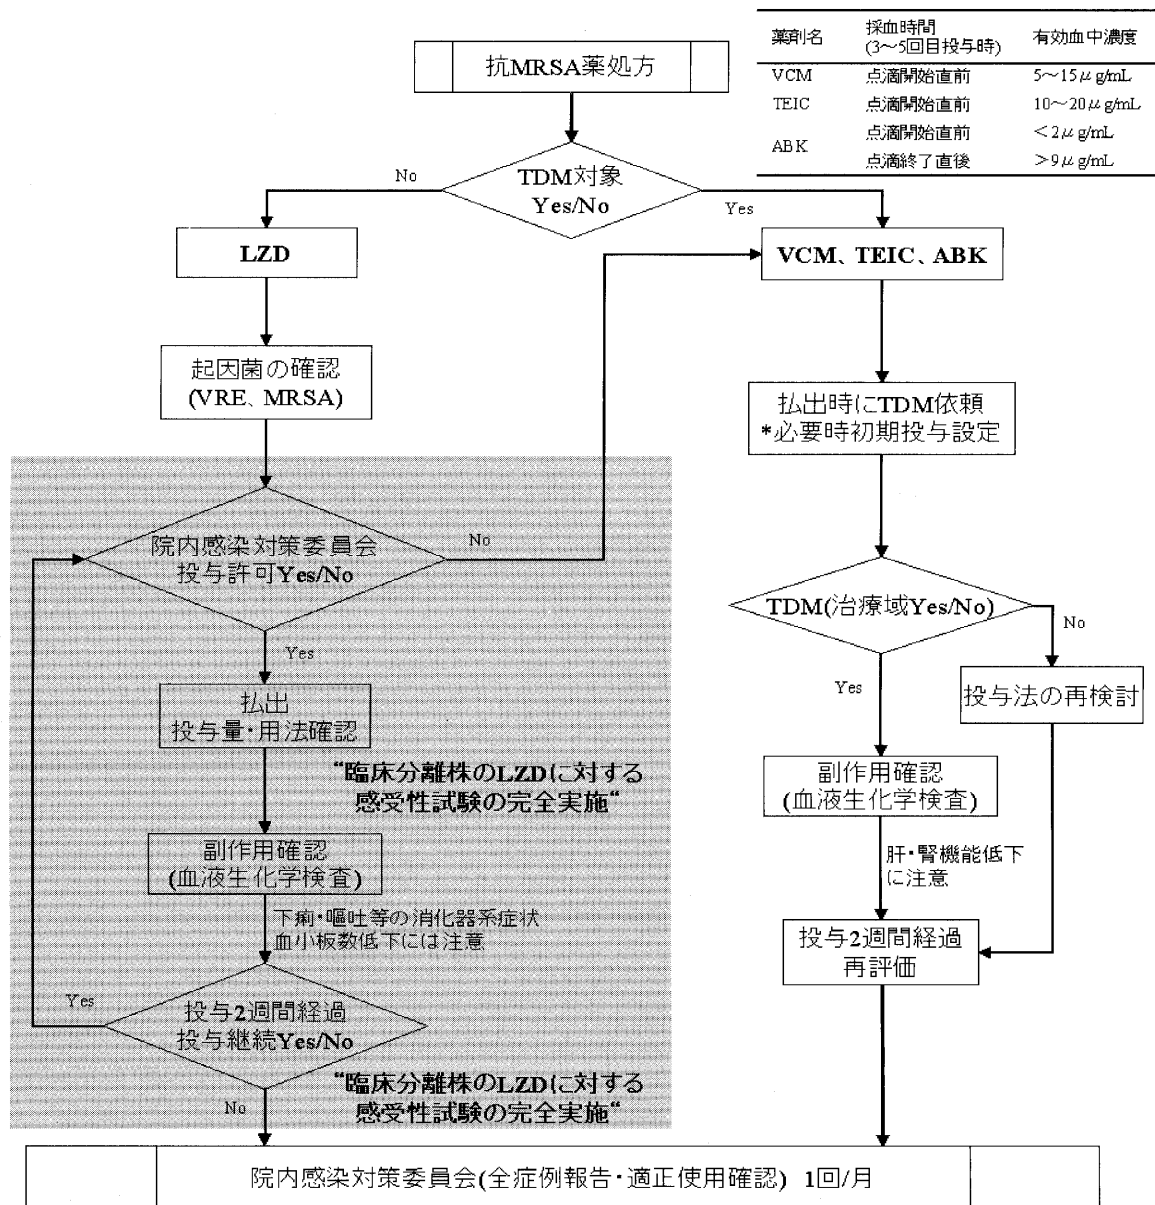 薬剤名 採血時間 有効血中濃度
(3～5回目投与時)
VCM 点滴開始直前 5～15μg/mL
TEIC 点滴開始直前 10～20μg/mL
ABK 点滴開始直前 <2μg/mL
点滴終了直後 >9μg/mL
抗MRSA薬処方
TDM対象
Yes/No
No
Yes
LZD
VCM、TEIC、ABK
起因菌の確認
(VRE、MRSA)
払出時にTDM依頼
*必要時初期投与設定
院内感染対策委員会
投与許可Yes/No
No
Yes
TDM(治療域Yes/No)
No
Yes
投与法の再検討
払出
投与量・用法確認
“臨床分離株のLZDに対する
感受性試験の完全実施“
副作用確認
(血液生化学検査)
副作用確認
(血液生化学検査)
肝・腎機能低下
に注意
下痢・嘔吐等の消化器系症状
血小板数低下には注意
投与2週間経過
再評価
Yes
投与2週間経過
投与継続Yes/No
“臨床分離株のLZDに対する
感受性試験の完全実施“
No
院内感染対策委員会(全症例報告・適正使用確認) 1回/月